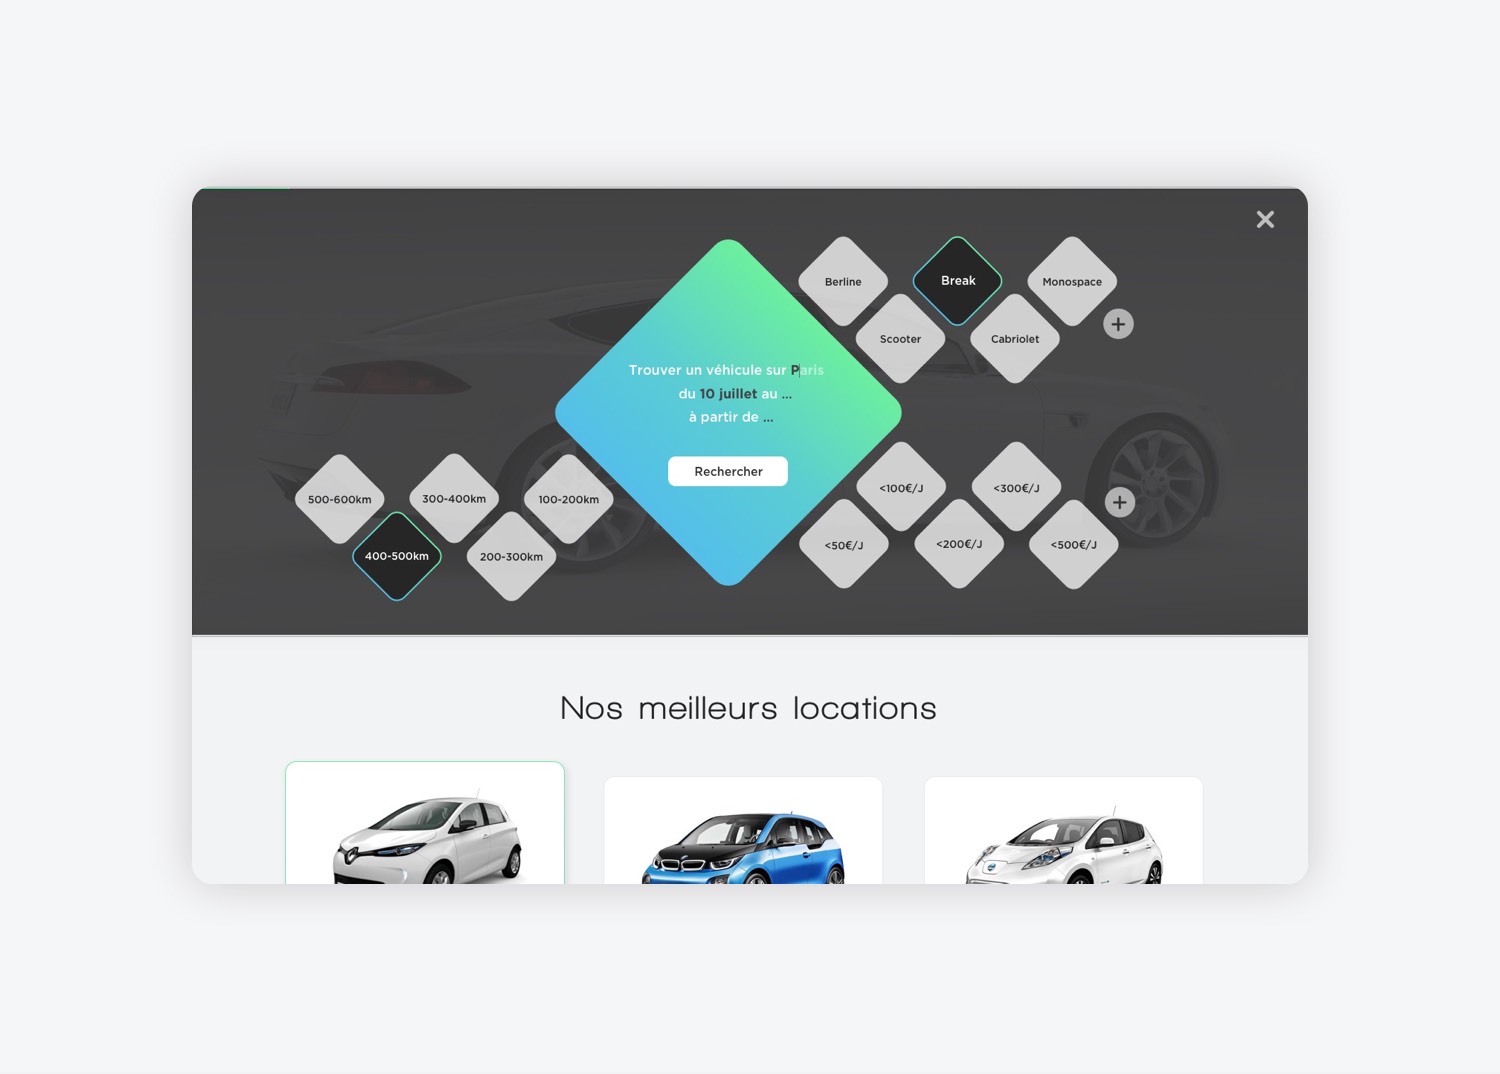 Berline
Break
Monospace
Scooter
Cabriolet
Trouver un véhicule sur Paris
du 10 juillet au ...
à partir de ...
Rechercher
500-600km
300-400km
100-200km
400-500km
200-300km
<100€/J
<300€/J
<50€/J
<200€/J
<500€/J
Nos meilleurs locations